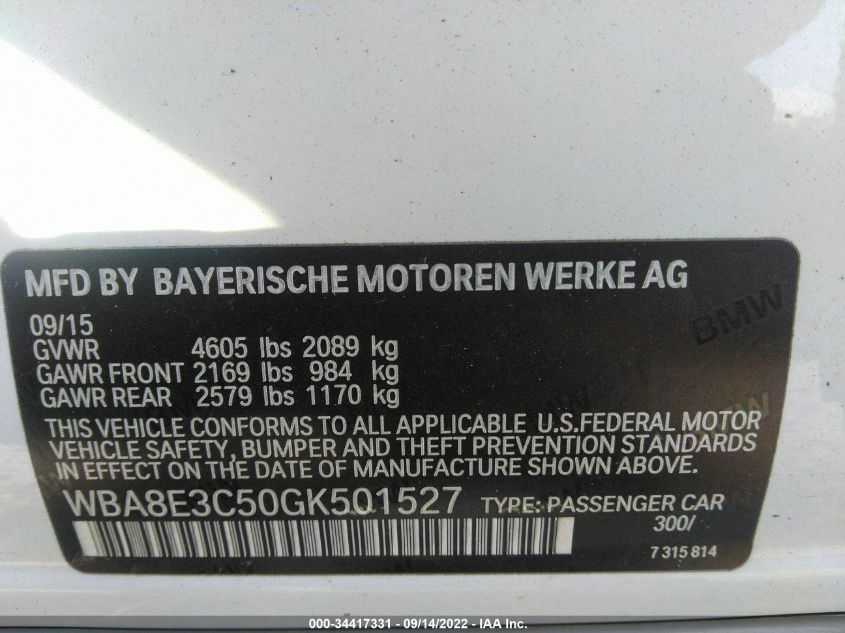 MFD BY BAYERISCHE MOTOREN WERKE AG
BMW
09/15
GVWR 4605 lbs 2089 kg
GAWR FRONT 2169 lbs 984 kg
GAWR REAR 2579 lbs 1170 kg
THIS VEHICLE CONFORMS TO ALL APPLICABLE U.S.FEDERAL MOTOR
VEHICLE SAFETY, BUMPER AND THEFT PREVENTION STANDARDS
IN EFFECT ON THE DATE OF MANUFACTURE SHOWN ABOVE.
WBA8E3C50GK501527 TYPE: PASSENGER CAR
300/
7 315 814
000-34417331 - 09/14/2022 - IAA Inc.